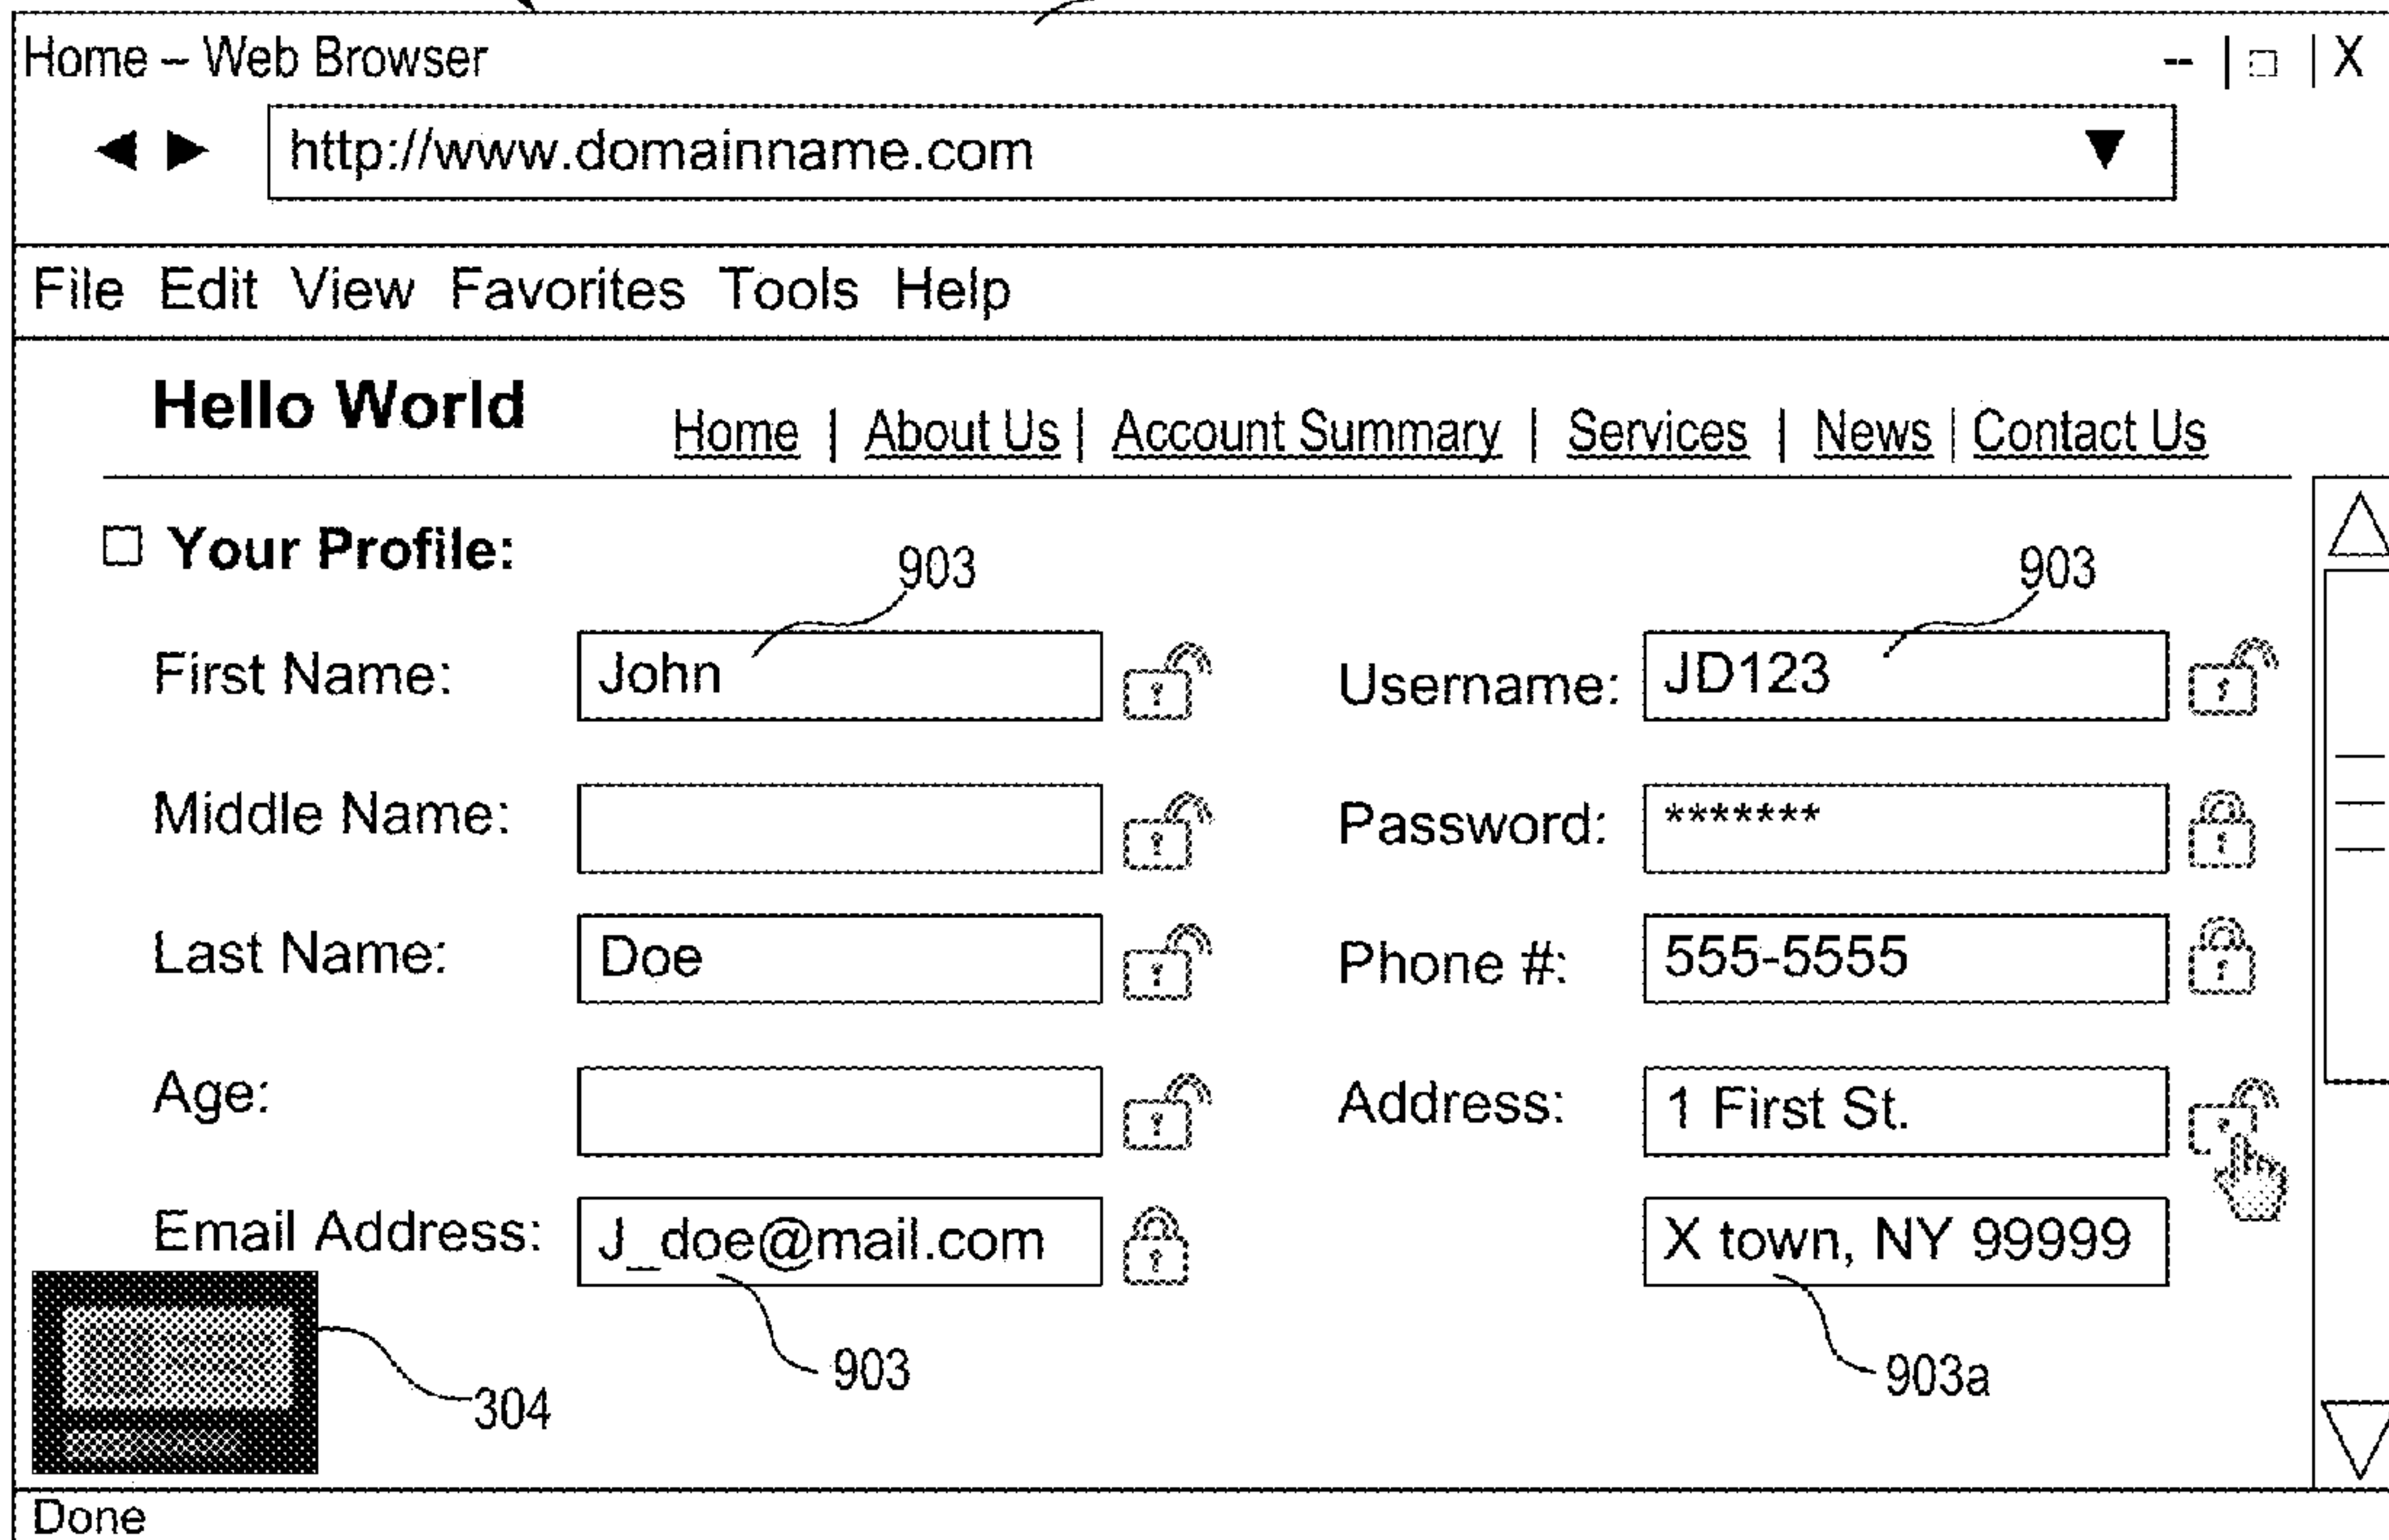 Home – Web Browser -- | □ | X
http://www.domainname.com
File Edit View Favorites Tools Help
Hello World Home | About Us | Account Summary | Services | News | Contact Us
Your Profile:
903 903
First Name: John Username: JD123
Middle Name: Password: *******
Last Name: Doe Phone #: 555-5555
Age: Address: 1 First St.
Email Address: J_doe@mail.com X town, NY 99999
903 903a
304
Done